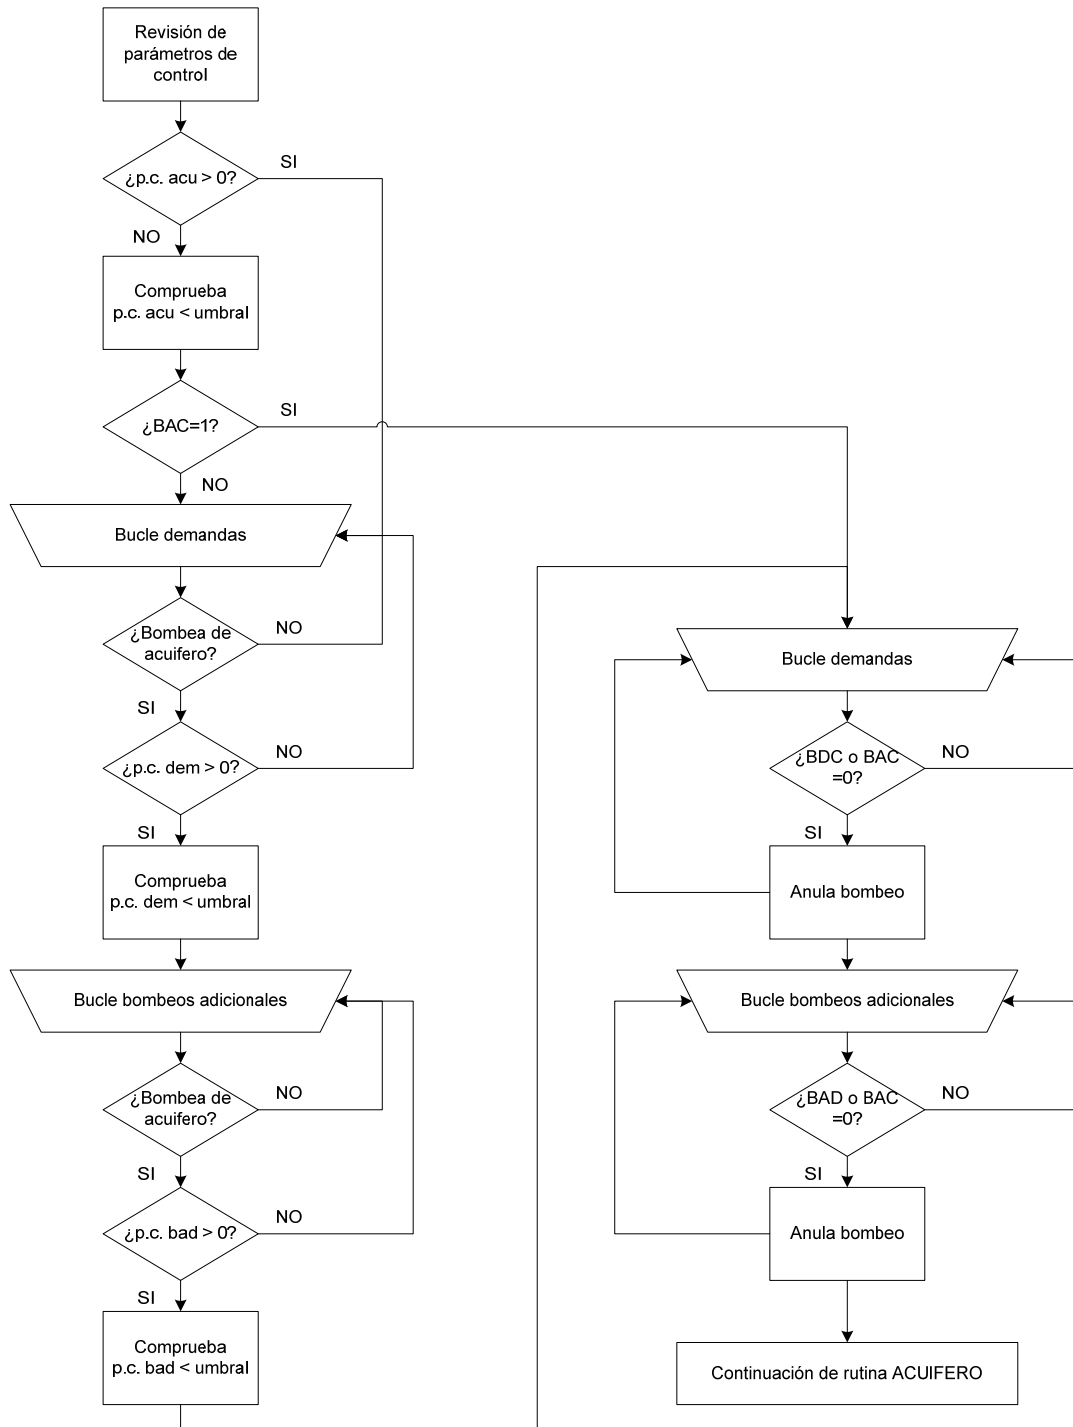 Revisión de
parámetros de
control
¿p.c. acu > 0?
SI
NO
Comprueba
p.c. acu < umbral
¿BAC=1?
SI
NO
Bucle demandas
¿Bombea de
acuifero?
NO
SI
¿p.c. dem > 0?
NO
SI
Comprueba
p.c. dem < umbral
Bucle bombeos adicionales
¿Bombea de
acuifero?
NO
SI
¿p.c. bad > 0?
NO
SI
Comprueba
p.c. bad < umbral
Bucle demandas
¿BDC o BAC
=0?
NO
SI
Anula bombeo
Bucle bombeos adicionales
¿BAD o BAC
=0?
NO
SI
Anula bombeo
Continuación de rutina ACUIFERO